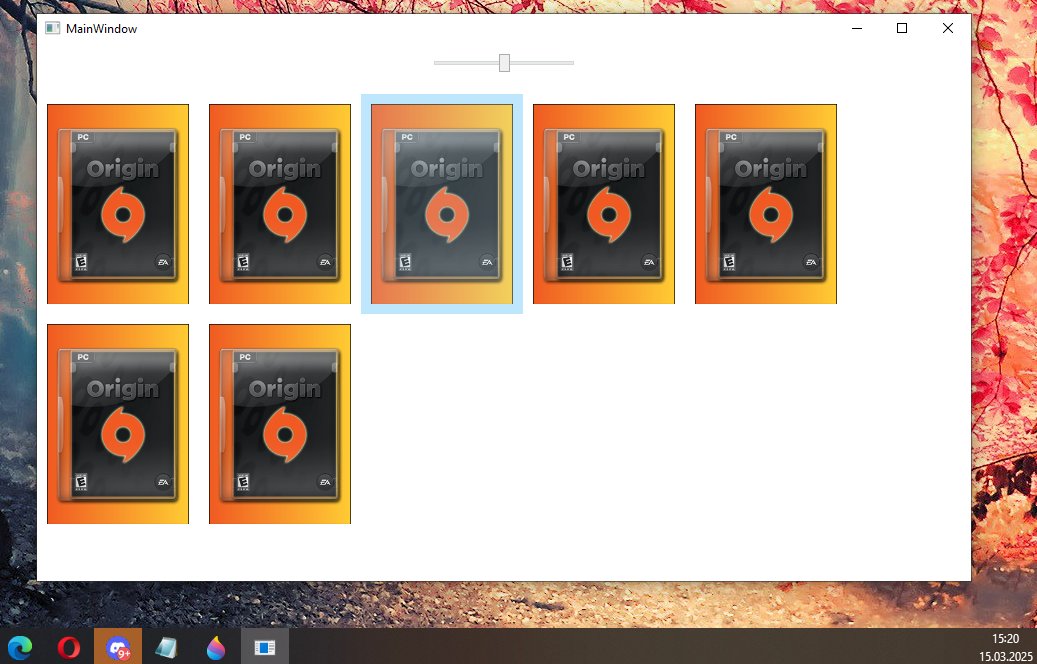 MainWindow
PC PC PC PC PC
Origin Origin Origin Origin Origin
E EA E EA E EA E EA E EA
PC PC
Origin Origin
E EA E EA
9+
15:20
15.03.2025